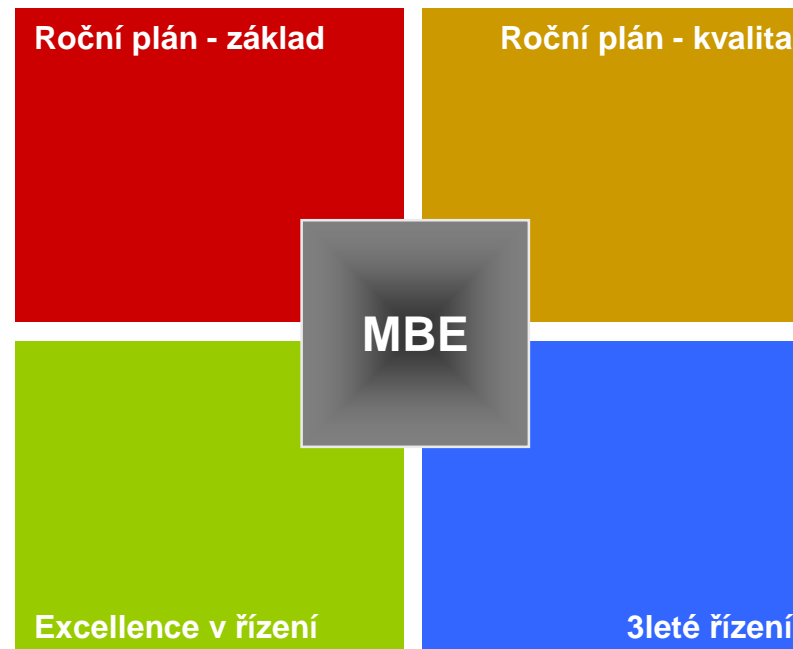 Roční plán - základ
Roční plán - kvalita
MBE
Excellence v řízení
3leté řízení